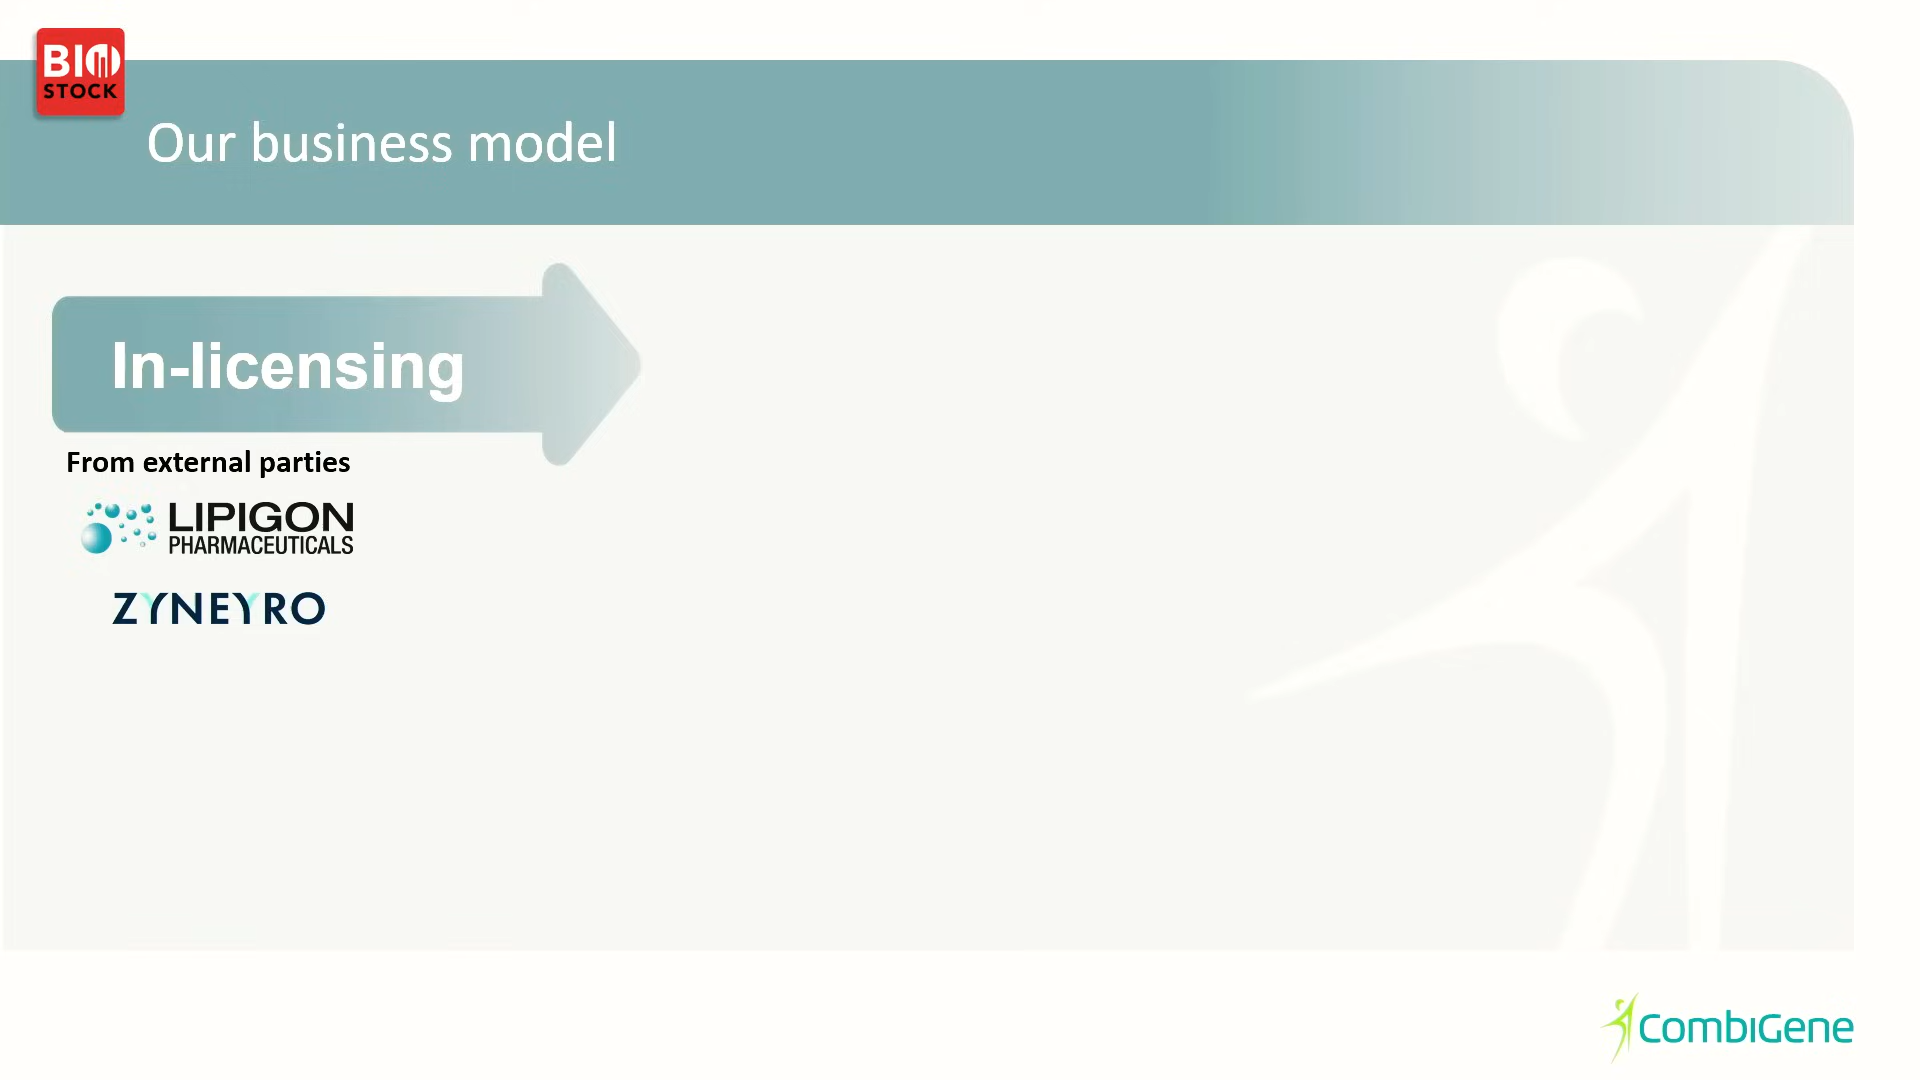 BIO
STOCK
Our business model
In-licensing
From external parties
LIPIGON
PHARMACEUTICALS
ZYNEYRO
CombiGene